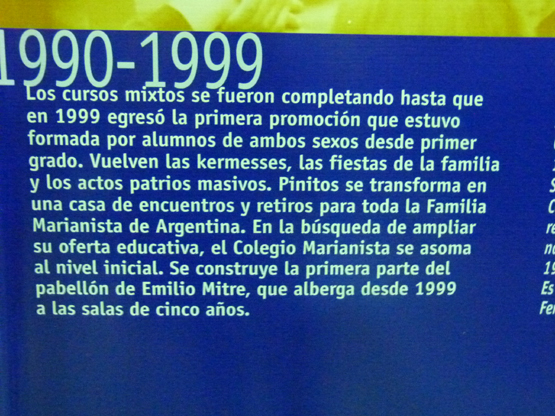 1990-1999
Los cursos mixtos se fueron completando hasta que
en 1999 egresó la primera promoción que estuvo
formada por alumnos de ambos sexos desde primer
grado. Vuelven las kermesses, las fiestas de la familia
y los actos patrios masivos. Pinitos se transforma en
una casa de encuentros y retiros para toda la Familia
Marianista de Argentina. En la búsqueda de ampliar
su oferta educativa, el Colegio Marianista se asoma
al nivel inicial. Se construye la primera parte del
pabellón de Emilio Mitre, que alberga desde 1999
a las salas de cinco años.